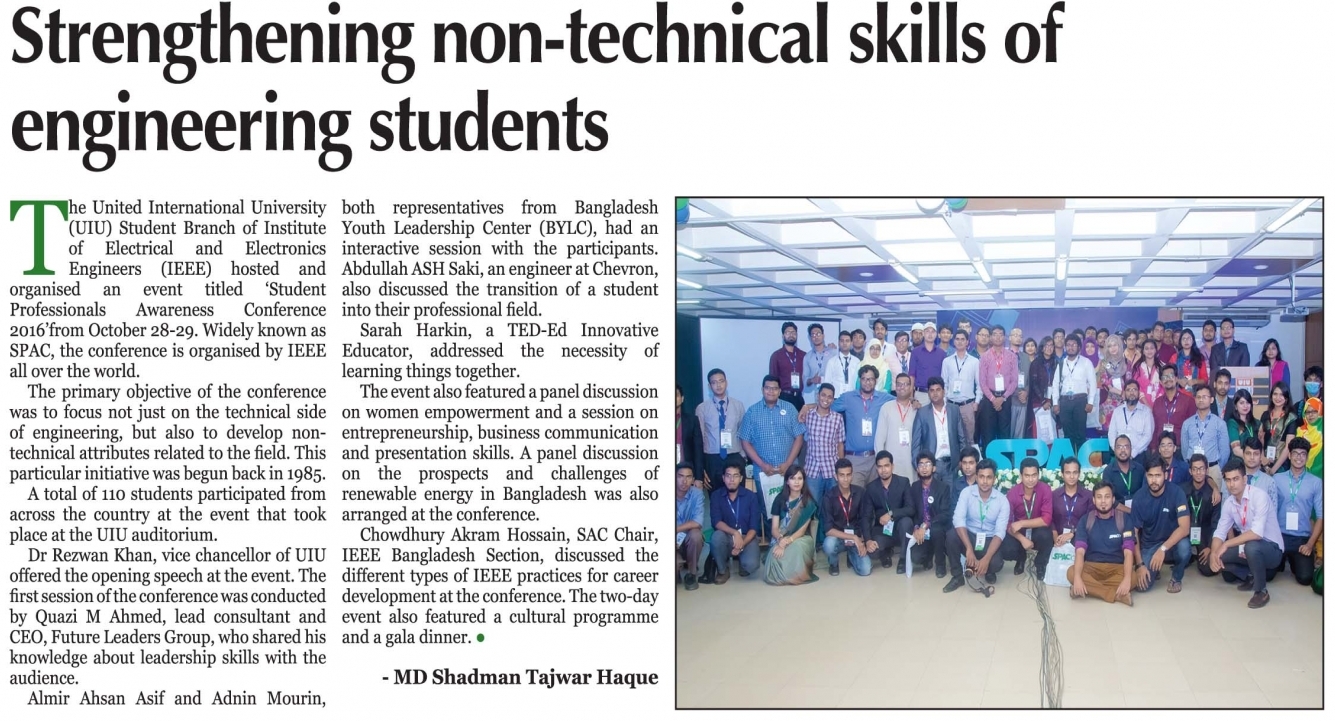 Strengthening non-technical skills of
engineering students
The United International University
(UIU) Student Branch of Institute
of Electrical and Electronics
Engineers (IEEE) hosted and
organised an event titled ‘Student
Professionals Awareness Conference
2016’from October 28-29. Widely known as
SPAC, the conference is organised by IEEE
all over the world.
The primary objective of the conference
was to focus not just on the technical side
of engineering, but also to develop non-
technical attributes related to the field. This
particular initiative was begun back in 1985.
A total of 110 students participated from
across the country at the event that took
place at the UIU auditorium.
Dr Rezwan Khan, vice chancellor of UIU
offered the opening speech at the event. The
first session of the conference was conducted
by Quazi M Ahmed, lead consultant and
CEO, Future Leaders Group, who shared his
knowledge about leadership skills with the
audience.
Almir Ahsan Asif and Adnin Mourin,
both representatives from Bangladesh
Youth Leadership Center (BYLC), had an
interactive session with the participants.
Abdullah ASH Saki, an engineer at Chevron,
also discussed the transition of a student
into their professional field.
Sarah Harkin, a TED-Ed Innovative
Educator, addressed the necessity of
learning things together.
The event also featured a panel discussion
on women empowerment and a session on
entrepreneurship, business communication
and presentation skills. A panel discussion
on the prospects and challenges of
renewable energy in Bangladesh was also
arranged at the conference.
Chowdhury Akram Hossain, SAC Chair,
IEEE Bangladesh Section, discussed the
different types of IEEE practices for career
development at the conference. The two-day
event also featured a cultural programme
and a gala dinner. ●
- MD Shadman Tajwar Haque
UIU
SPAC
SPAC